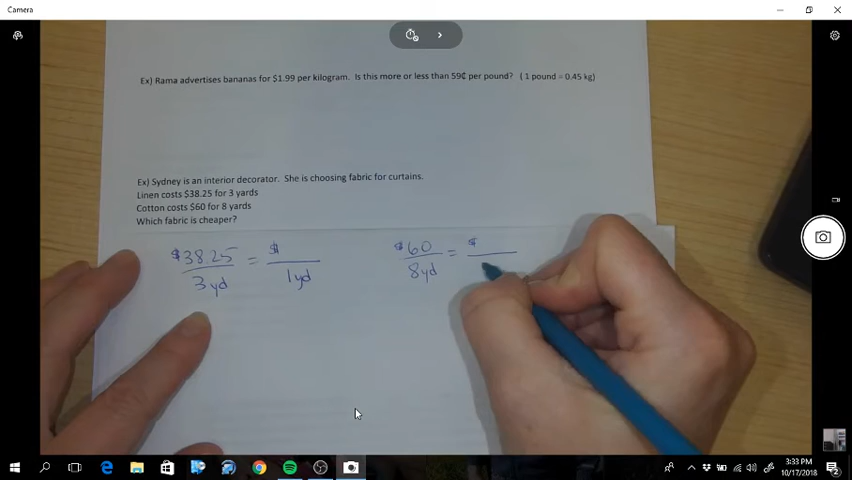 Camera
Ex) Rama advertises bananas for $1.99 per kilogram. Is this more or less than 59¢ per pound? ( 1 pound = 0.45 kg)
Ex) Sydney is an interior decorator. She is choosing fabric for curtains.
Linen costs $38.25 for 3 yards
Cotton costs $60 for 8 yards
Which fabric is cheaper?
$38.25 / 3yd = $ / 1yd
$60 / 8yd = $
3:33 PM
10/17/2018